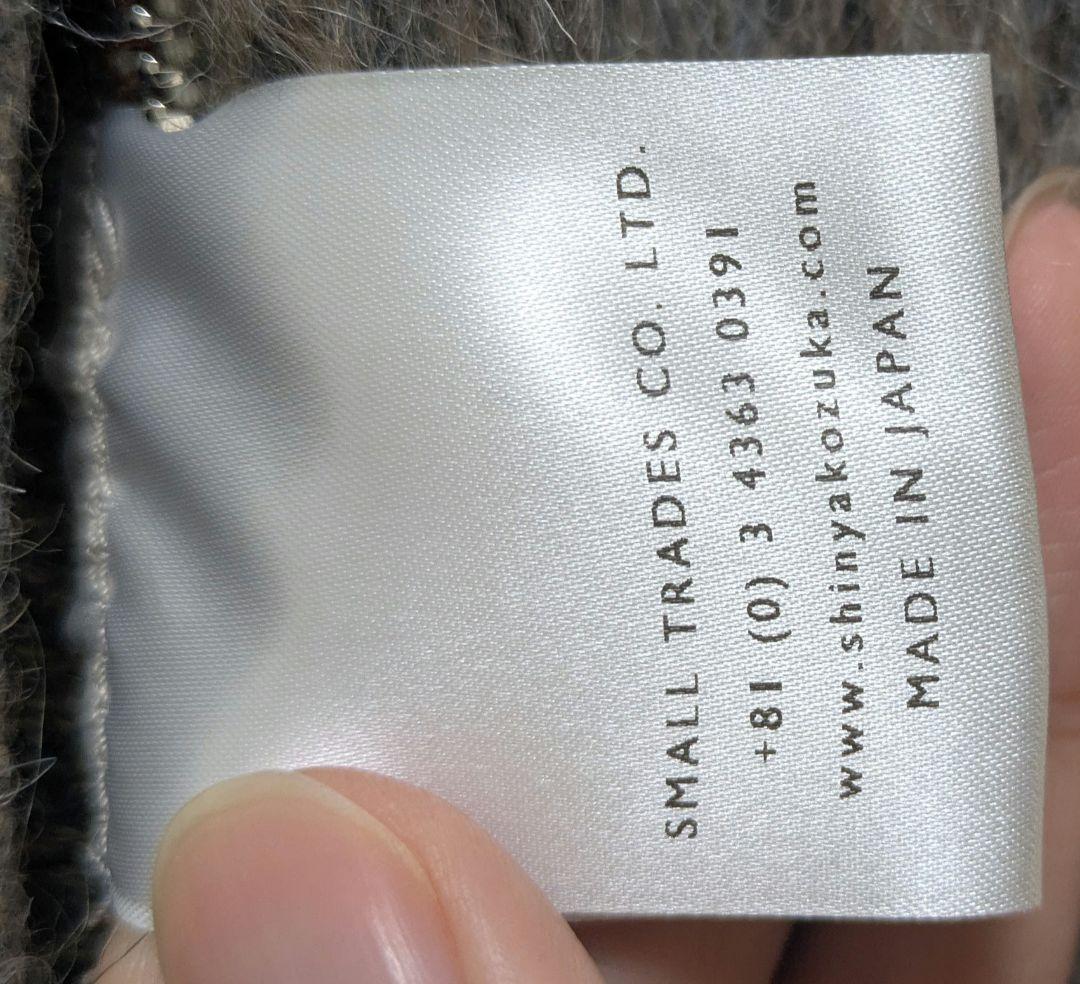 SMALL TRADES CO. LTD.
+81 (0) 3 4363 0391
www.shinyakozuka.com
MADE IN JAPAN